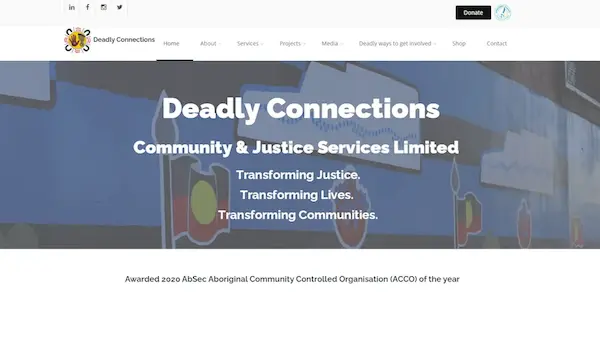 Donate
Deadly Connections
Home About Services Projects Media Deadly ways to get involved Shop Contact
Deadly Connections
Community & Justice Services Limited
Transforming Justice.
Transforming Lives.
Transforming Communities.
Awarded 2020 AbSec Aboriginal Community Controlled Organisation (ACCO) of the year